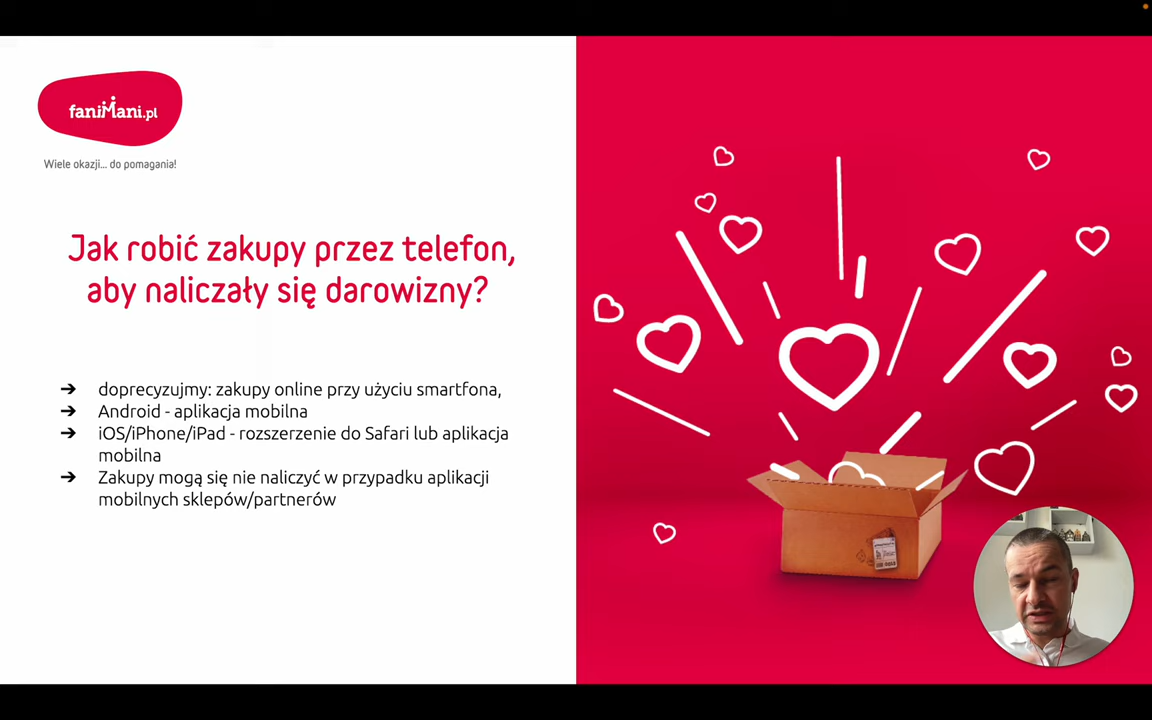 faniMani.pl
Wiele okazji... do pomagania!
Jak robić zakupy przez telefon,
aby naliczały się darowizny?
➔ doprecyzujmy: zakupy online przy użyciu smartfona,
➔ Android - aplikacja mobilna
➔ iOS/iPhone/iPad - rozszerzenie do Safari lub aplikacja
mobilna
➔ Zakupy mogą się nie naliczyć w przypadku aplikacji
mobilnych sklepów/partnerów